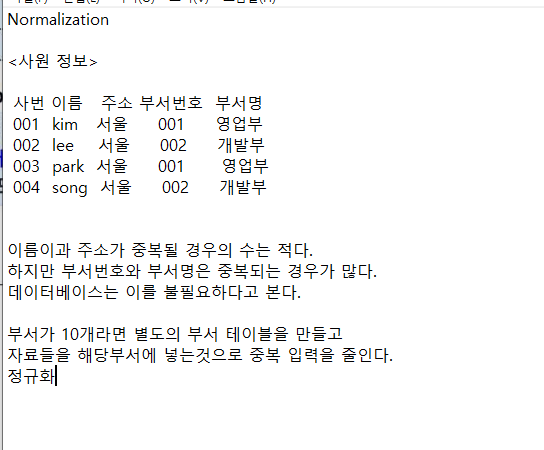 Normalization
<사원 정보>
사번 이름 주소 부서번호 부서명
001 kim 서울 001 영업부
002 lee 서울 002 개발부
003 park 서울 001 영업부
004 song 서울 002 개발부
이름이과 주소가 중복될 경우의 수는 적다.
하지만 부서번호와 부서명은 중복되는 경우가 많다.
데이터베이스는 이를 불필요하다고 본다.
부서가 10개라면 별도의 부서 테이블을 만들고
자료들을 해당부서에 넣는것으로 중복 입력을 줄인다.
정규화